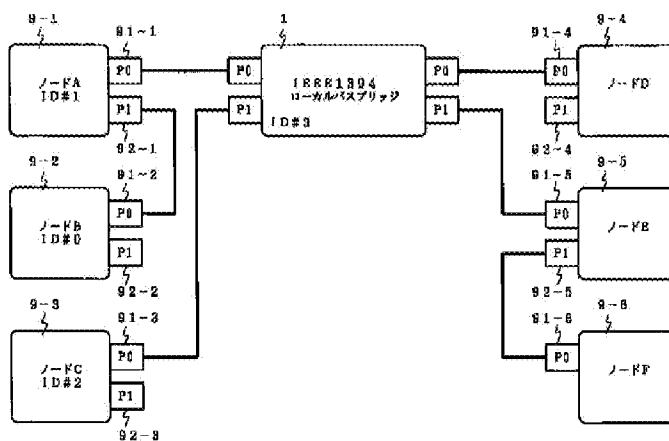 9-1
91-1
1
91-4
9-4
ノードA
ID#1
P0
P0
IEEE1394
ローカルバスブリッジ
ID#3
P0
P0
ノードD
P1
P1
P1
P1
92-1
92-4
9-2
91-2
91-5
9-5
ノードB
ID#0
P0
P0
ノードE
P1
P1
92-2
92-5
9-3
91-3
91-6
9-6
ノードC
ID#2
P0
P0
ノードF
P1
92-3